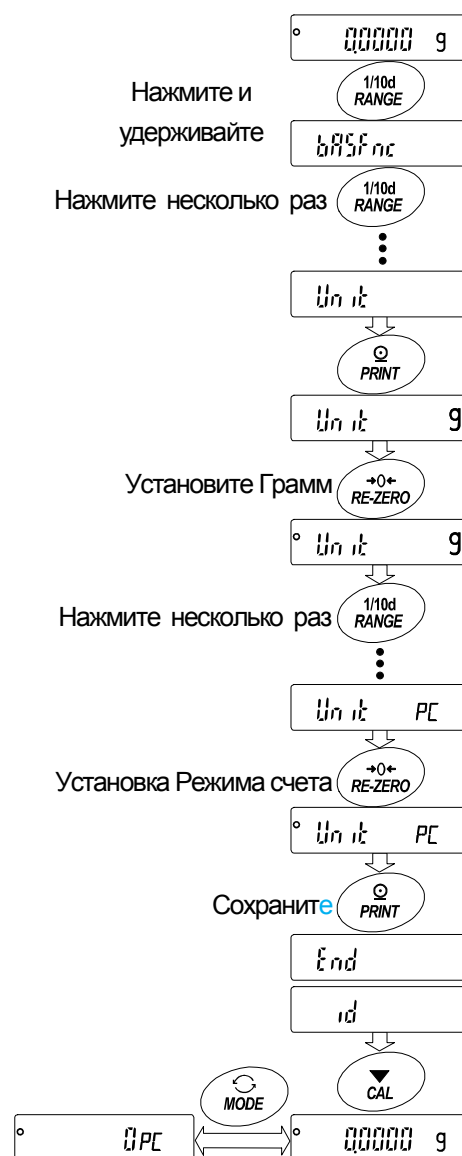 0.0000 g
1/10d
RANGE
Нажмите и
удерживайте
bASFnc
Нажмите несколько раз
1/10d
RANGE
Unit
PRINT
Unit g
Установите Грамм
→0←
RE-ZERO
Unit g
Нажмите несколько раз
1/10d
RANGE
Unit PC
Установка Режима счета
→0←
RE-ZERO
Unit PC
Сохраните
PRINT
End
id
MODE
CAL
0 PC
0.0000 g